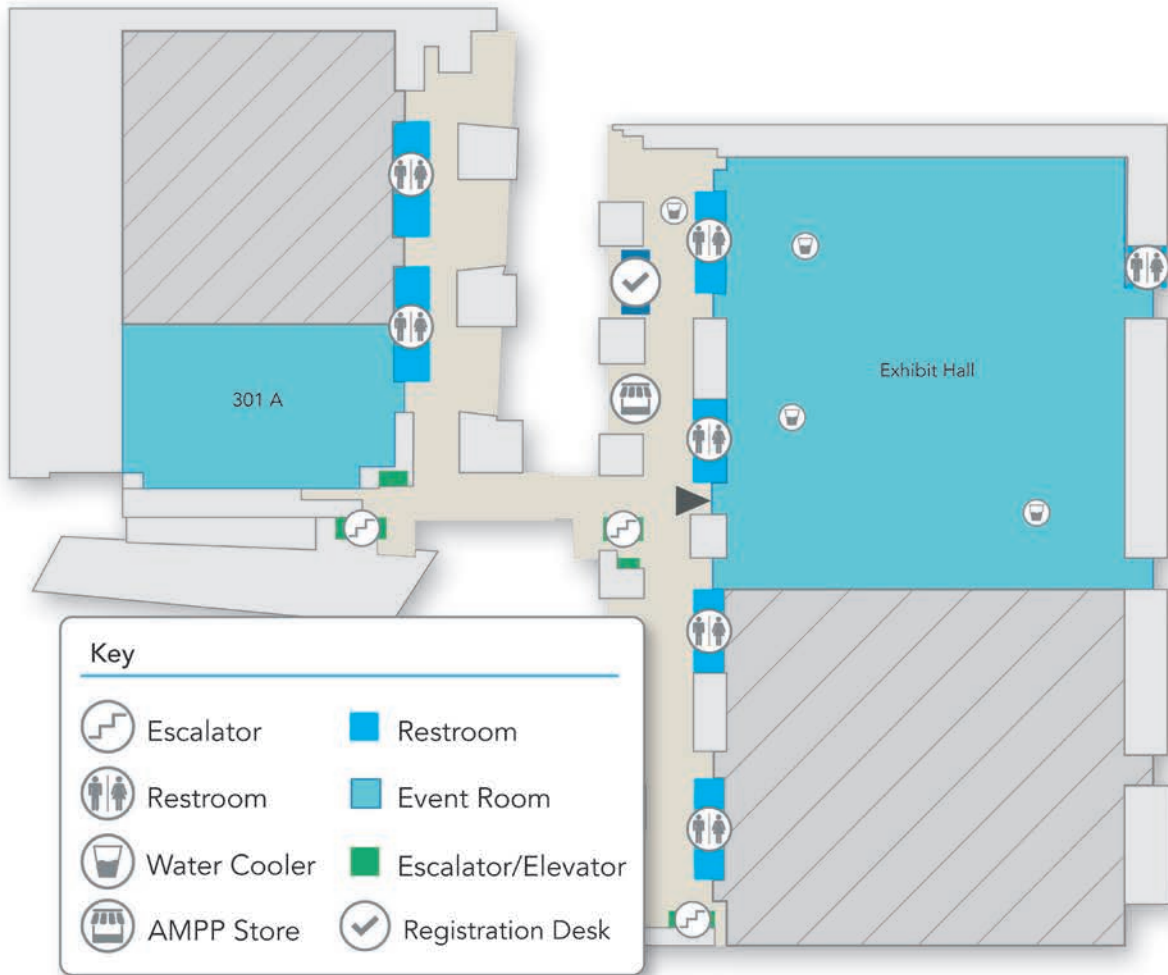 Exhibit Hall
301 A
Key
Escalator
Restroom
Restroom
Event Room
Water Cooler
Escalator/Elevator
AMPP Store
Registration Desk